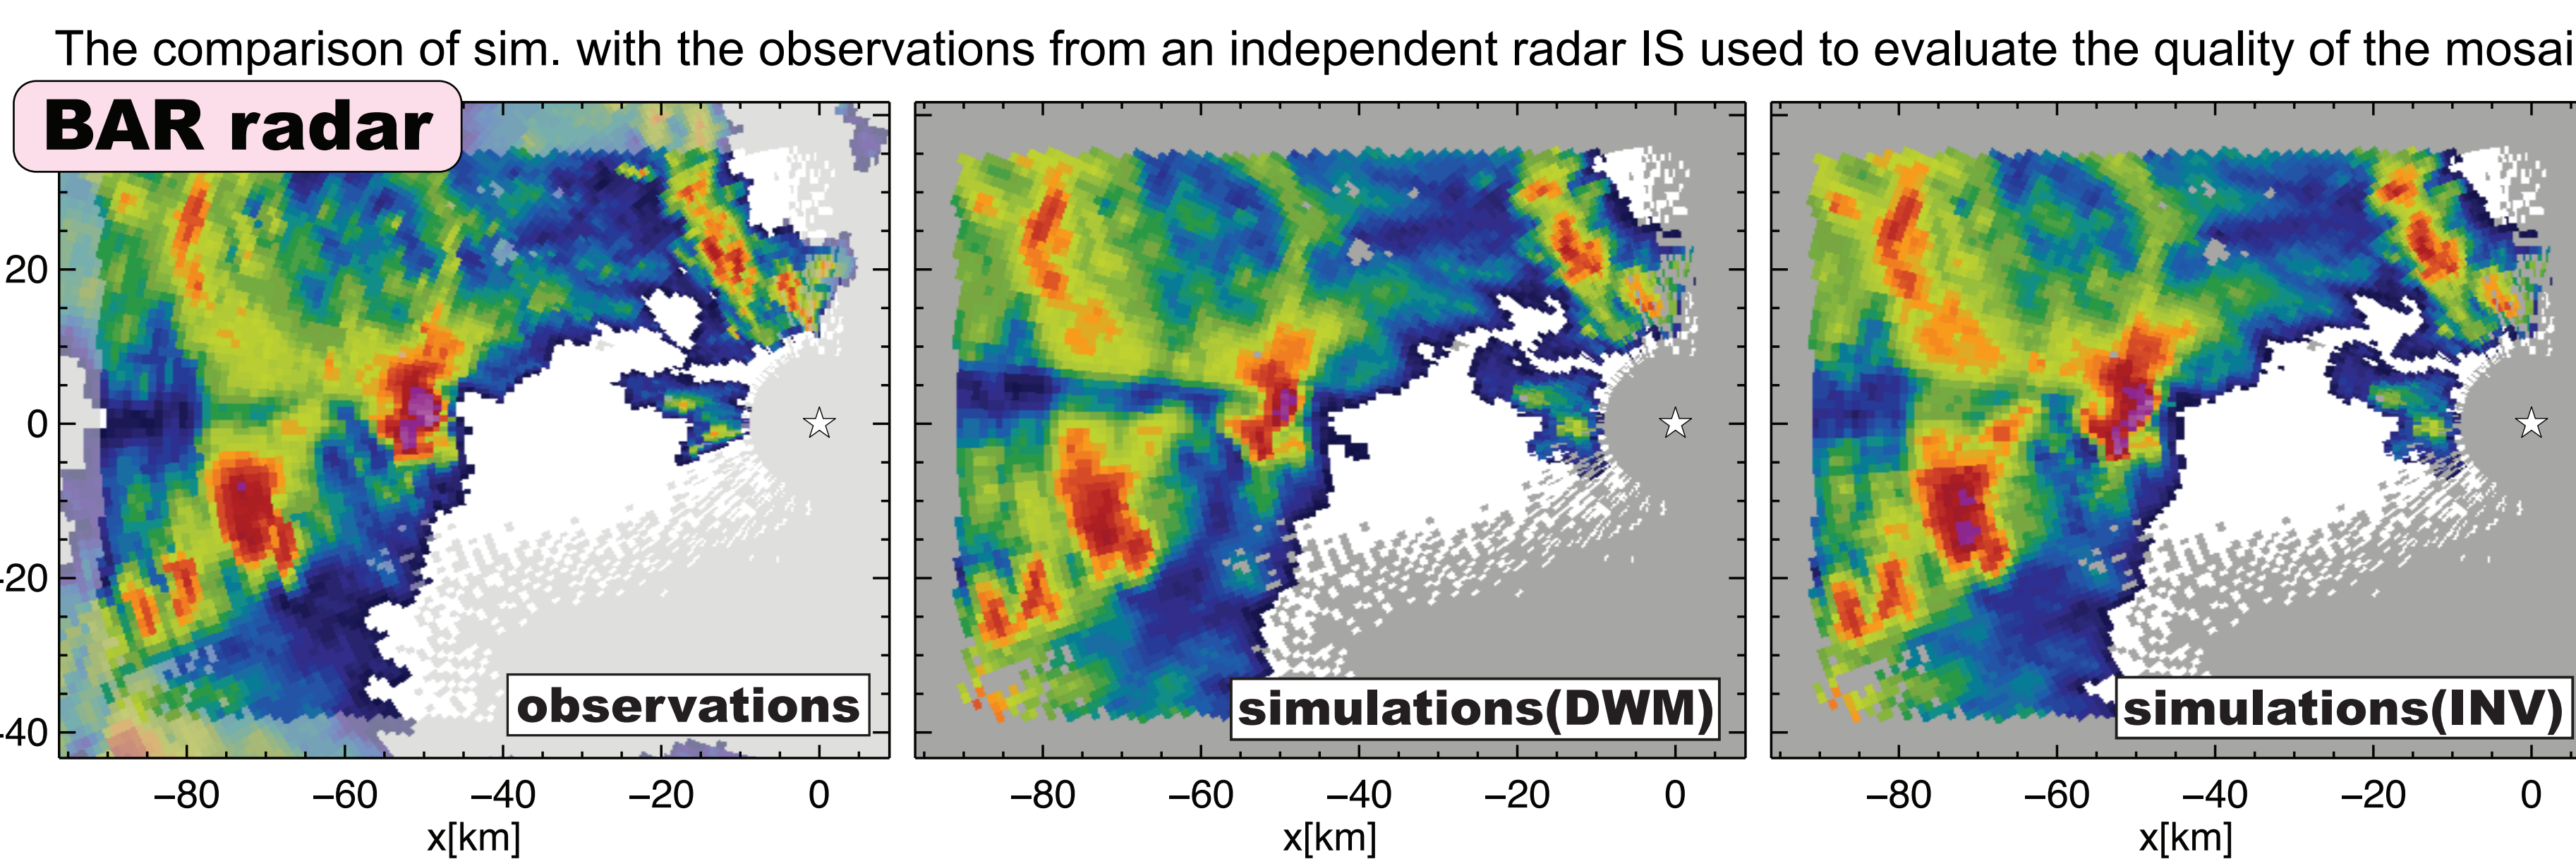 The comparison of sim. with the observations from an independent radar IS used to evaluate the quality of the mosai
BAR radar
20
0
-20
-40
observations
simulations(DWM)
simulations(INV)
−80 −60 −40 −20 0
−80 −60 −40 −20 0
−80 −60 −40 −20 0
x[km]
x[km]
x[km]